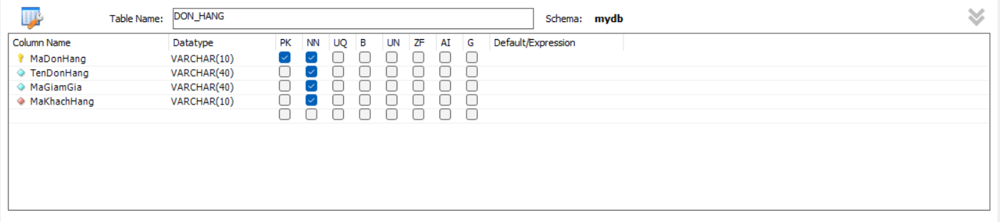 Table Name: DON_HANG Schema: mydb
Column Name Datatype PK NN UQ B UN ZF AI G Default/Expression
MaDonHang VARCHAR(10)
TenDonHang VARCHAR(40)
MaGiamGia VARCHAR(40)
MaKhachHang VARCHAR(10)